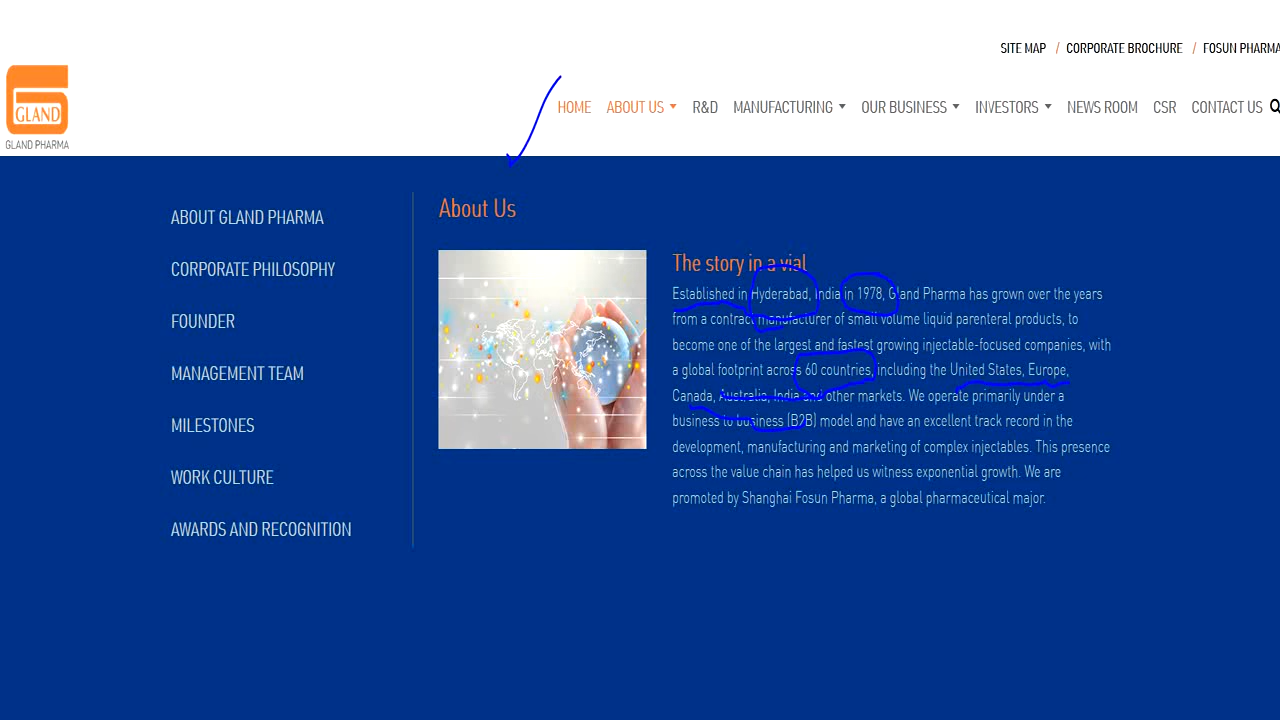 SITE MAP / CORPORATE BROCHURE / FOSUN PHARMA
GLAND
GLAND PHARMA
HOME ABOUT US R&D MANUFACTURING OUR BUSINESS INVESTORS NEWS ROOM CSR CONTACT US
ABOUT GLAND PHARMA
CORPORATE PHILOSOPHY
FOUNDER
MANAGEMENT TEAM
MILESTONES
WORK CULTURE
AWARDS AND RECOGNITION
About Us
The story in a vial
Established in Hyderabad, India in 1978, Gland Pharma has grown over the years
from a contract manufacturer of small volume liquid parenteral products, to
become one of the largest and fastest growing injectable-focused companies, with
a global footprint across 60 countries, including the United States, Europe,
Canada, Australia, India and other markets. We operate primarily under a
business to business (B2B) model and have an excellent track record in the
development, manufacturing and marketing of complex injectables. This presence
across the value chain has helped us witness exponential growth. We are
promoted by Shanghai Fosun Pharma, a global pharmaceutical major.